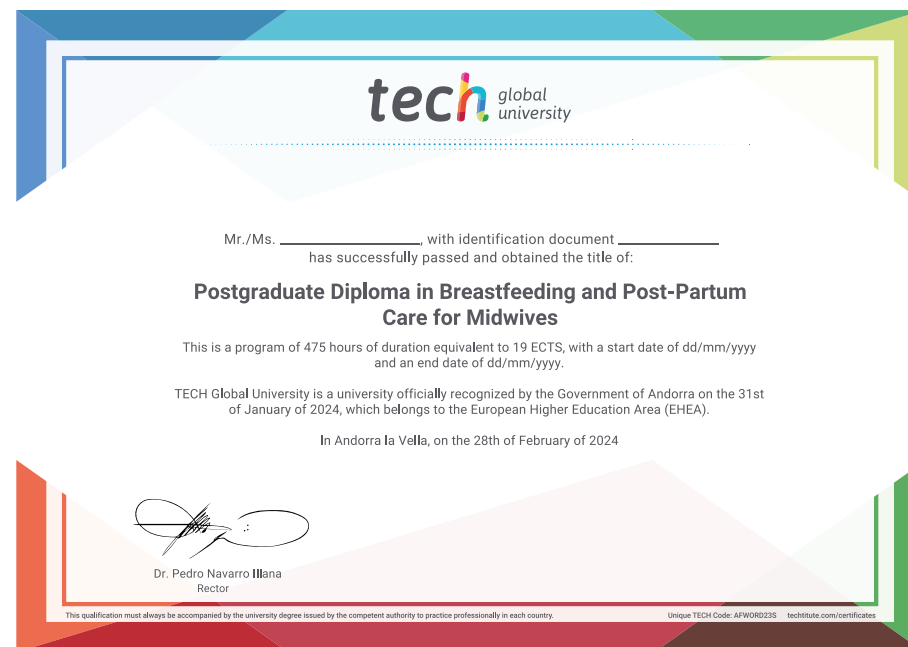 tech global university
Mr./Ms. ____________, with identification document ____________
has successfully passed and obtained the title of:
Postgraduate Diploma in Breastfeeding and Post-Partum
Care for Midwives
This is a program of 475 hours of duration equivalent to 19 ECTS, with a start date of dd/mm/yyyy
and an end date of dd/mm/yyyy.
TECH Global University is a university officially recognized by the Government of Andorra on the 31st
of January of 2024, which belongs to the European Higher Education Area (EHEA).
In Andorra la Vella, on the 28th of February of 2024
Dr. Pedro Navarro Illana
Rector
This qualification must always be accompanied by the university degree issued by the competent authority to practice professionally in each country.
Unique TECH Code: AFWORD23S techtitute.com/certificates